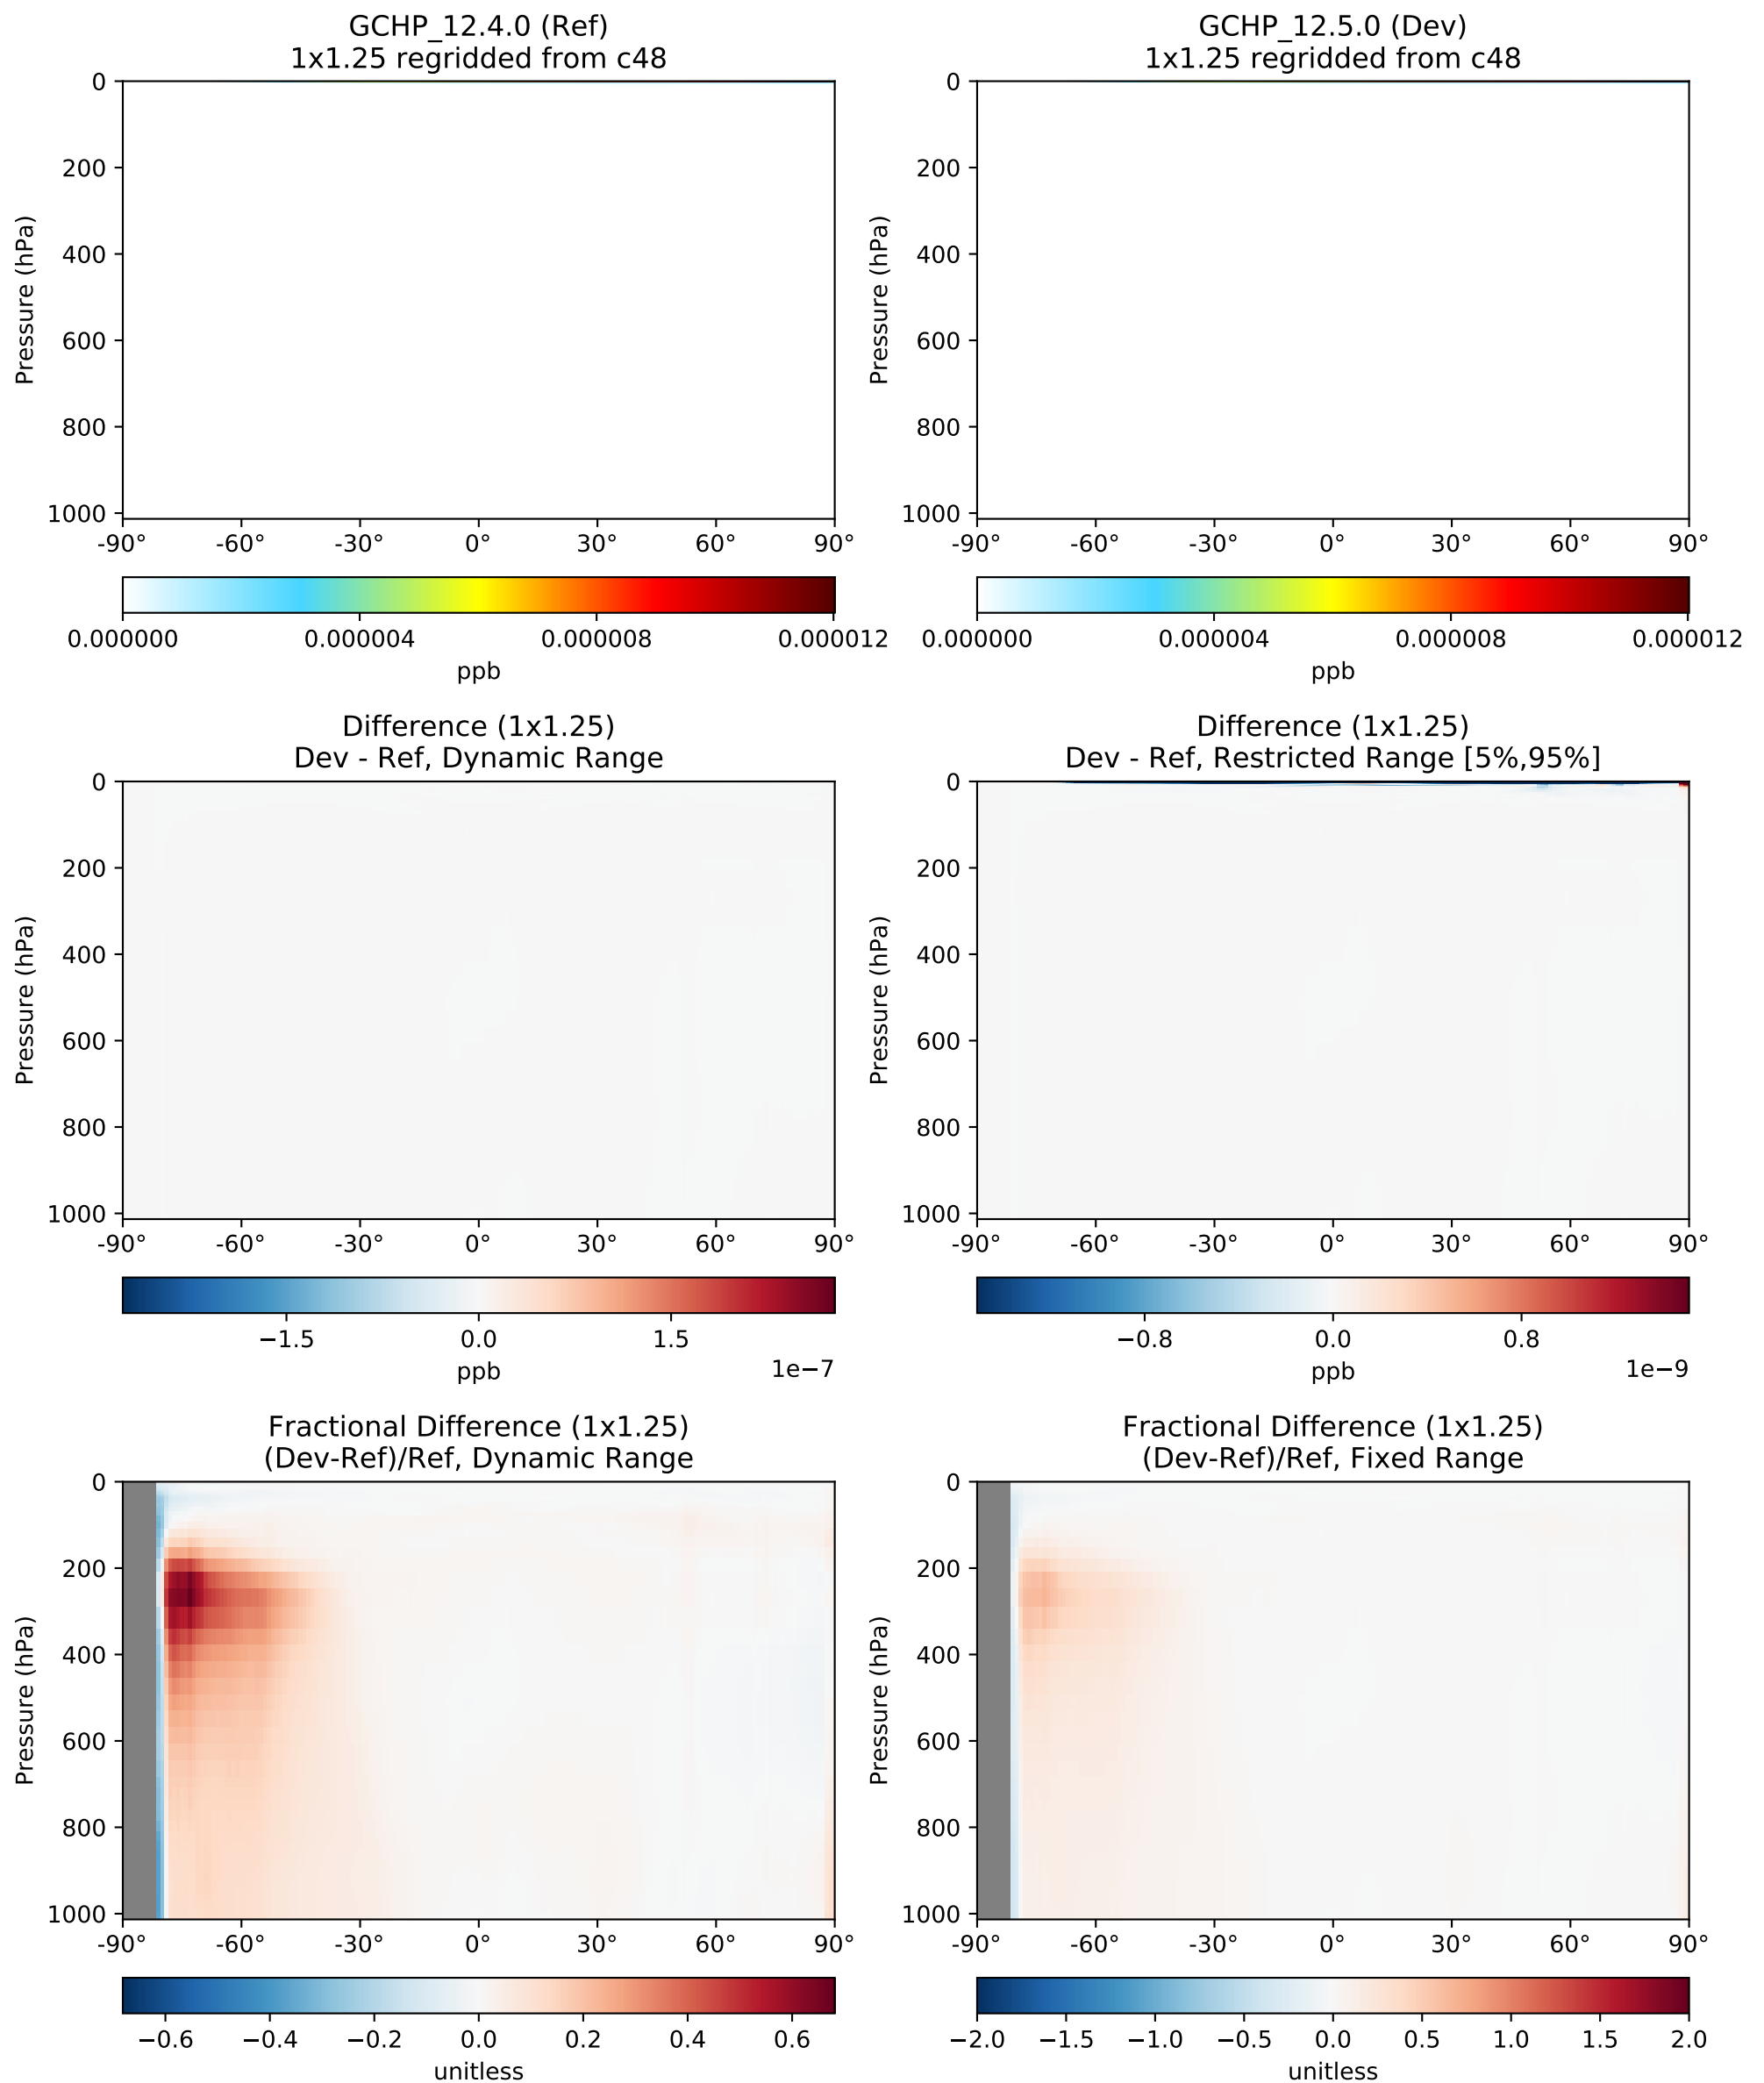 GCHP_12.4.0 (Ref)
1x1.25 regridded from c48
0
200
400
600
800
1000
Pressure (hPa)
-90° -60° -30° 0° 30° 60° 90°
0.000000 0.000004 0.000008 0.000012
ppb
GCHP_12.5.0 (Dev)
1x1.25 regridded from c48
0
200
400
600
800
1000
Pressure (hPa)
-90° -60° -30° 0° 30° 60° 90°
0.000000 0.000004 0.000008 0.000012
ppb
Difference (1x1.25)
Dev - Ref, Dynamic Range
0
200
400
600
800
1000
Pressure (hPa)
-90° -60° -30° 0° 30° 60° 90°
−1.5 0.0 1.5
ppb
1e−7
Difference (1x1.25)
Dev - Ref, Restricted Range [5%,95%]
0
200
400
600
800
1000
Pressure (hPa)
-90° -60° -30° 0° 30° 60° 90°
−0.8 0.0 0.8
ppb
1e−9
Fractional Difference (1x1.25)
(Dev-Ref)/Ref, Dynamic Range
0
200
400
600
800
1000
Pressure (hPa)
-90° -60° -30° 0° 30° 60° 90°
−0.6 −0.4 −0.2 0.0 0.2 0.4 0.6
unitless
Fractional Difference (1x1.25)
(Dev-Ref)/Ref, Fixed Range
0
200
400
600
800
1000
Pressure (hPa)
-90° -60° -30° 0° 30° 60° 90°
−2.0 −1.5 −1.0 −0.5 0.0 0.5 1.0 1.5 2.0
unitless